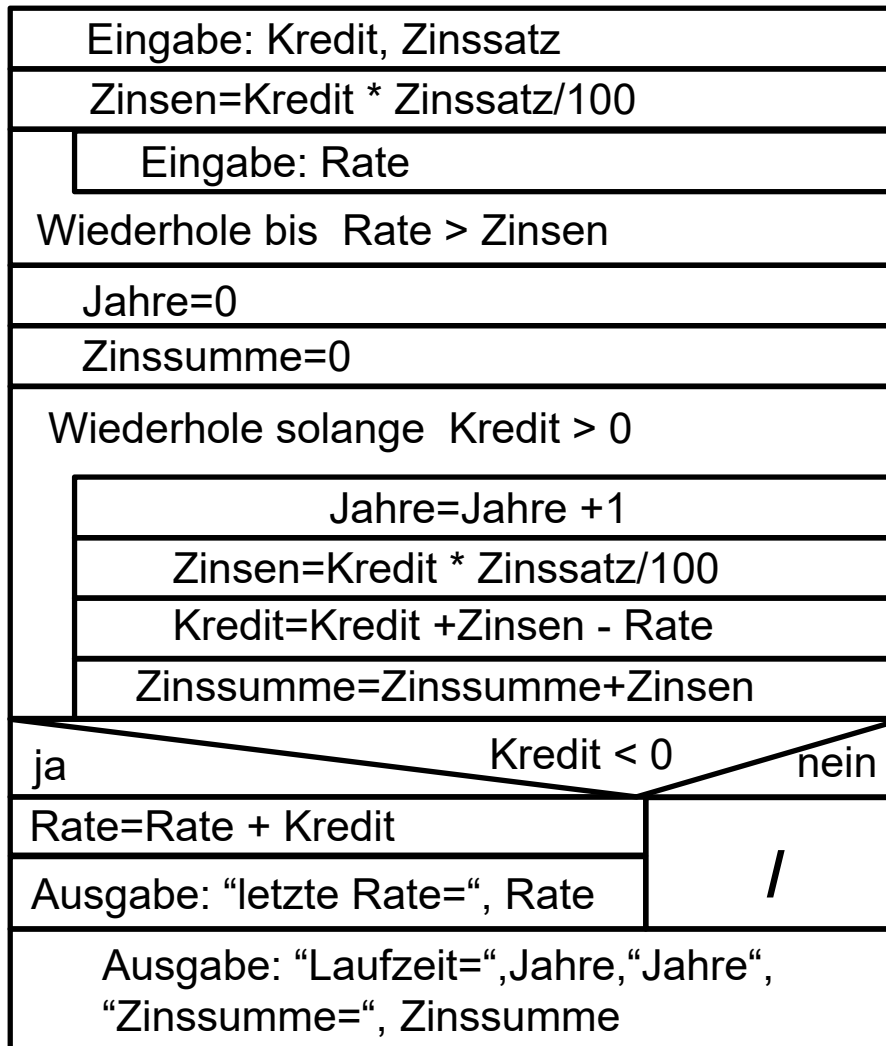 Eingabe: Kredit, Zinssatz
Zinsen=Kredit * Zinssatz/100
Eingabe: Rate
Wiederhole bis  Rate > Zinsen
Jahre=0
Zinssumme=0
Wiederhole solange  Kredit > 0
Jahre=Jahre +1
Zinsen=Kredit * Zinssatz/100
Kredit=Kredit +Zinsen - Rate
Zinssumme=Zinssumme+Zinsen
Kredit < 0
ja
nein
Rate=Rate + Kredit
/
Ausgabe: “letzte Rate=“, Rate
Ausgabe: “Laufzeit=“,Jahre,“Jahre“,
“Zinssumme=“, Zinssumme